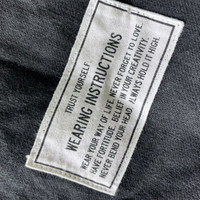 TRUST YOURSELF
WEARING INSTRUCTIONS
WEAR YOUR WAY OF LIFE. NEVER FORGET TO LOVE.
HAVE FORTITUDE. BELIEF IN YOUR CREATIVITY.
NEVER BEND YOUR HEAD. ALWAYS HOLD IT HIGH.